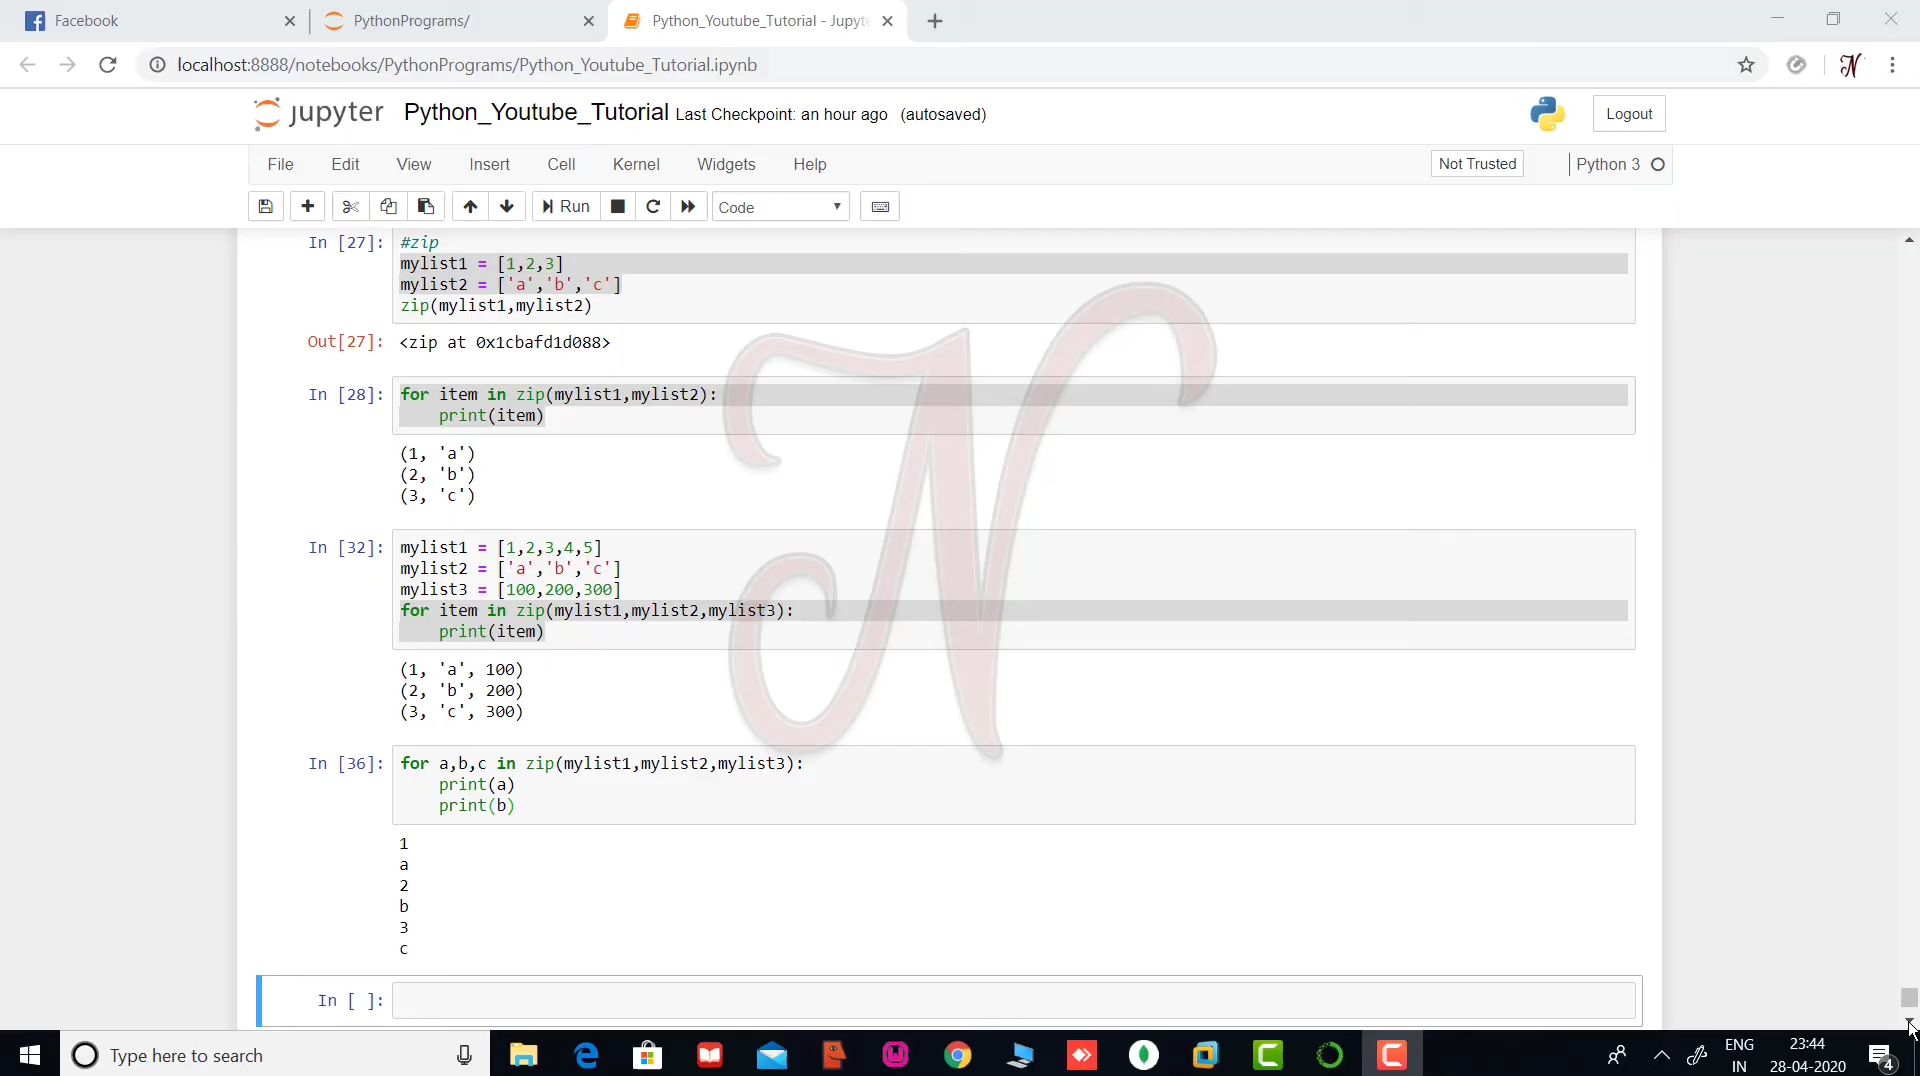 Facebook
PythonPrograms/
Python_Youtube_Tutorial - Jupyte
localhost:8888/notebooks/PythonPrograms/Python_Youtube_Tutorial.ipynb
N
jupyter Python_Youtube_Tutorial Last Checkpoint: an hour ago (autosaved)
Logout
File Edit View Insert Cell Kernel Widgets Help
Not Trusted
Python 3
Run
Code
In [27]: #zip
mylist1 = [1,2,3]
mylist2 = ['a','b','c']
zip(mylist1,mylist2)
Out[27]: <zip at 0x1cbafd1d088>
In [28]: for item in zip(mylist1,mylist2):
print(item)
(1, 'a')
(2, 'b')
(3, 'c')
In [32]: mylist1 = [1,2,3,4,5]
mylist2 = ['a','b','c']
mylist3 = [100,200,300]
for item in zip(mylist1,mylist2,mylist3):
print(item)
(1, 'a', 100)
(2, 'b', 200)
(3, 'c', 300)
N
In [36]: for a,b,c in zip(mylist1,mylist2,mylist3):
print(a)
print(b)
1
a
2
b
3
c
In [ ]:
Type here to search
ENG
IN
23:44
28-04-2020
4